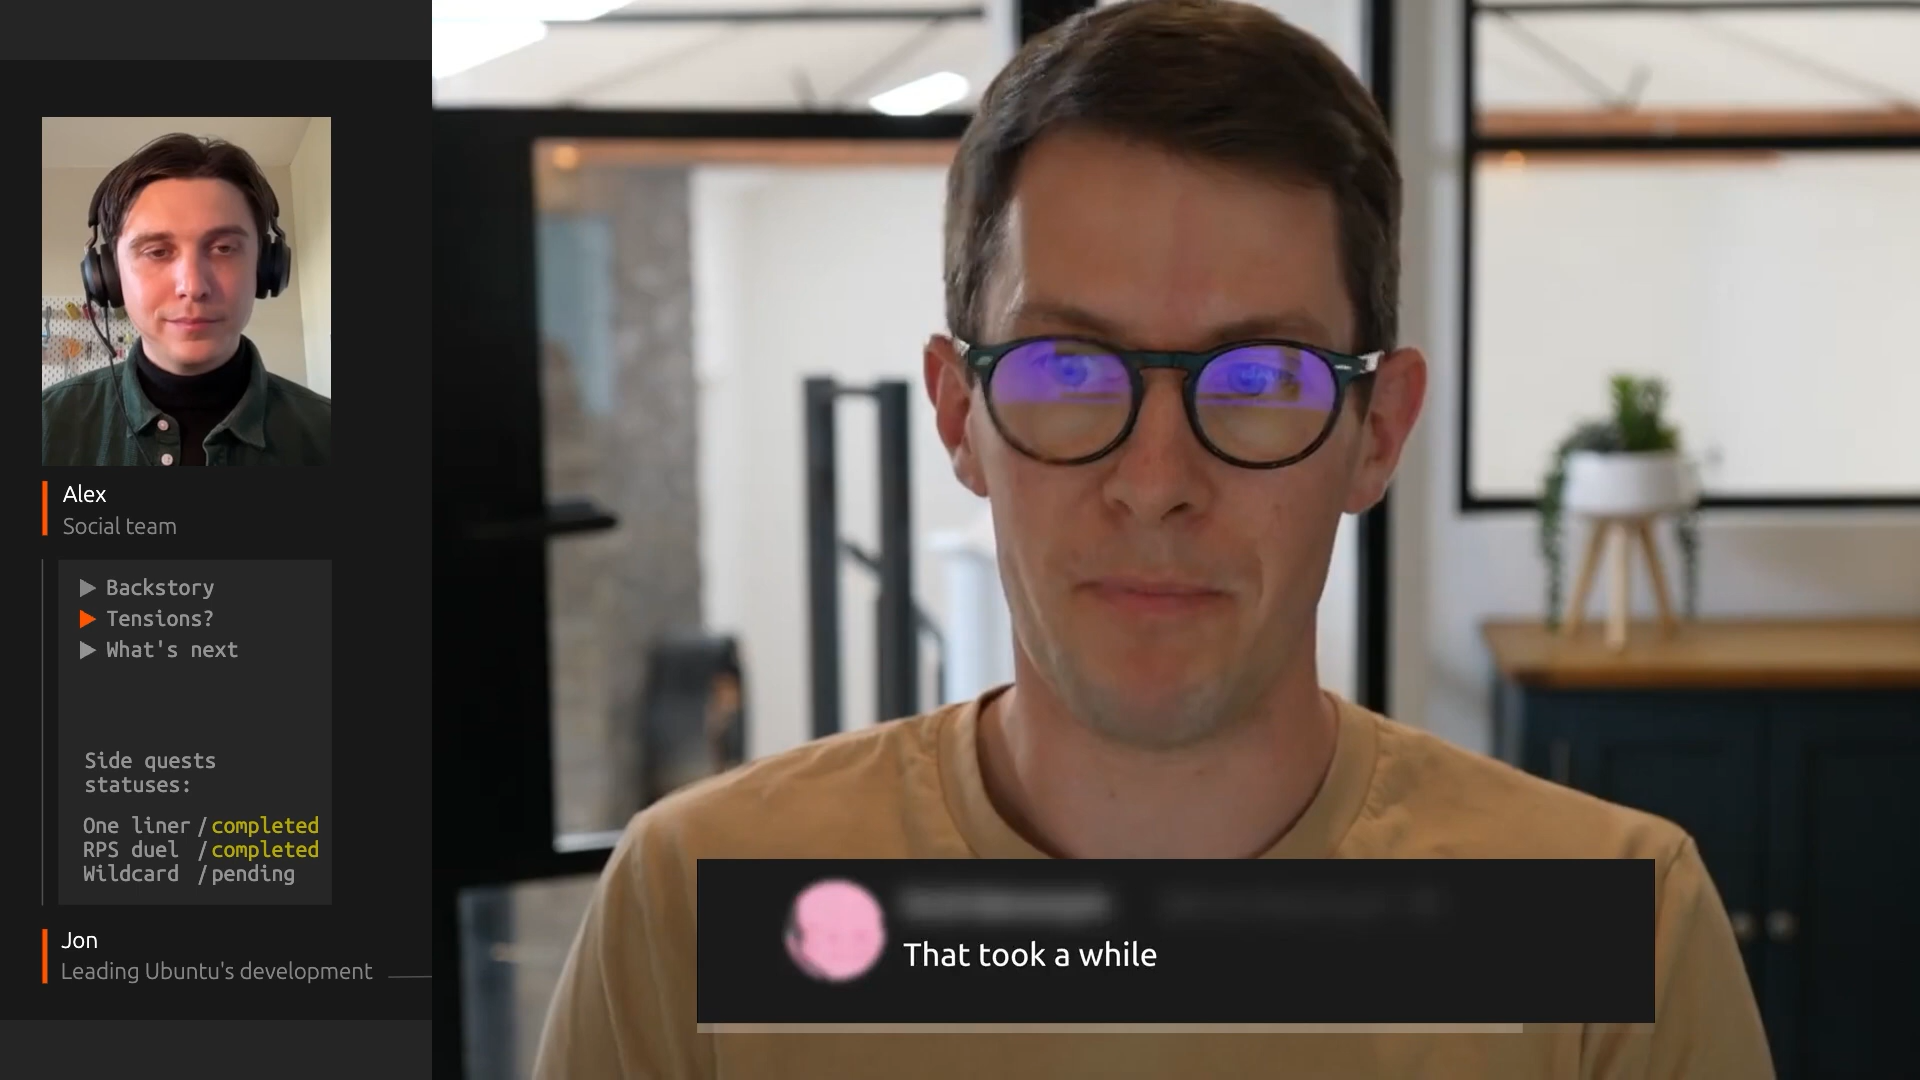 Alex
Social team
Backstory
Tensions?
What's next
Side quests
statuses:
One liner / completed
RPS duel / completed
Wildcard / pending
Jon
Leading Ubuntu's development
That took a while